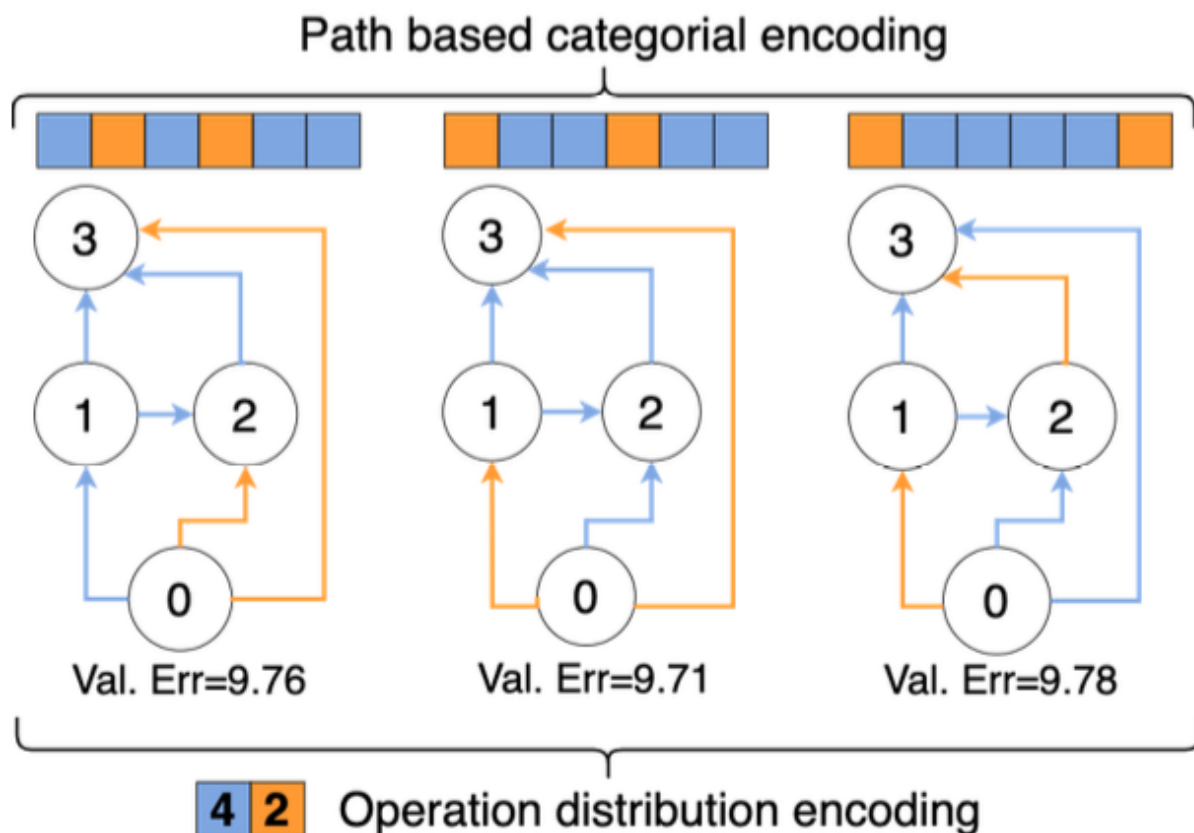 Path based categorial encoding
3
3
3
1
2
1
2
1
2
0
0
0
Val. Err=9.76
Val. Err=9.71
Val. Err=9.78
4 2 Operation distribution encoding